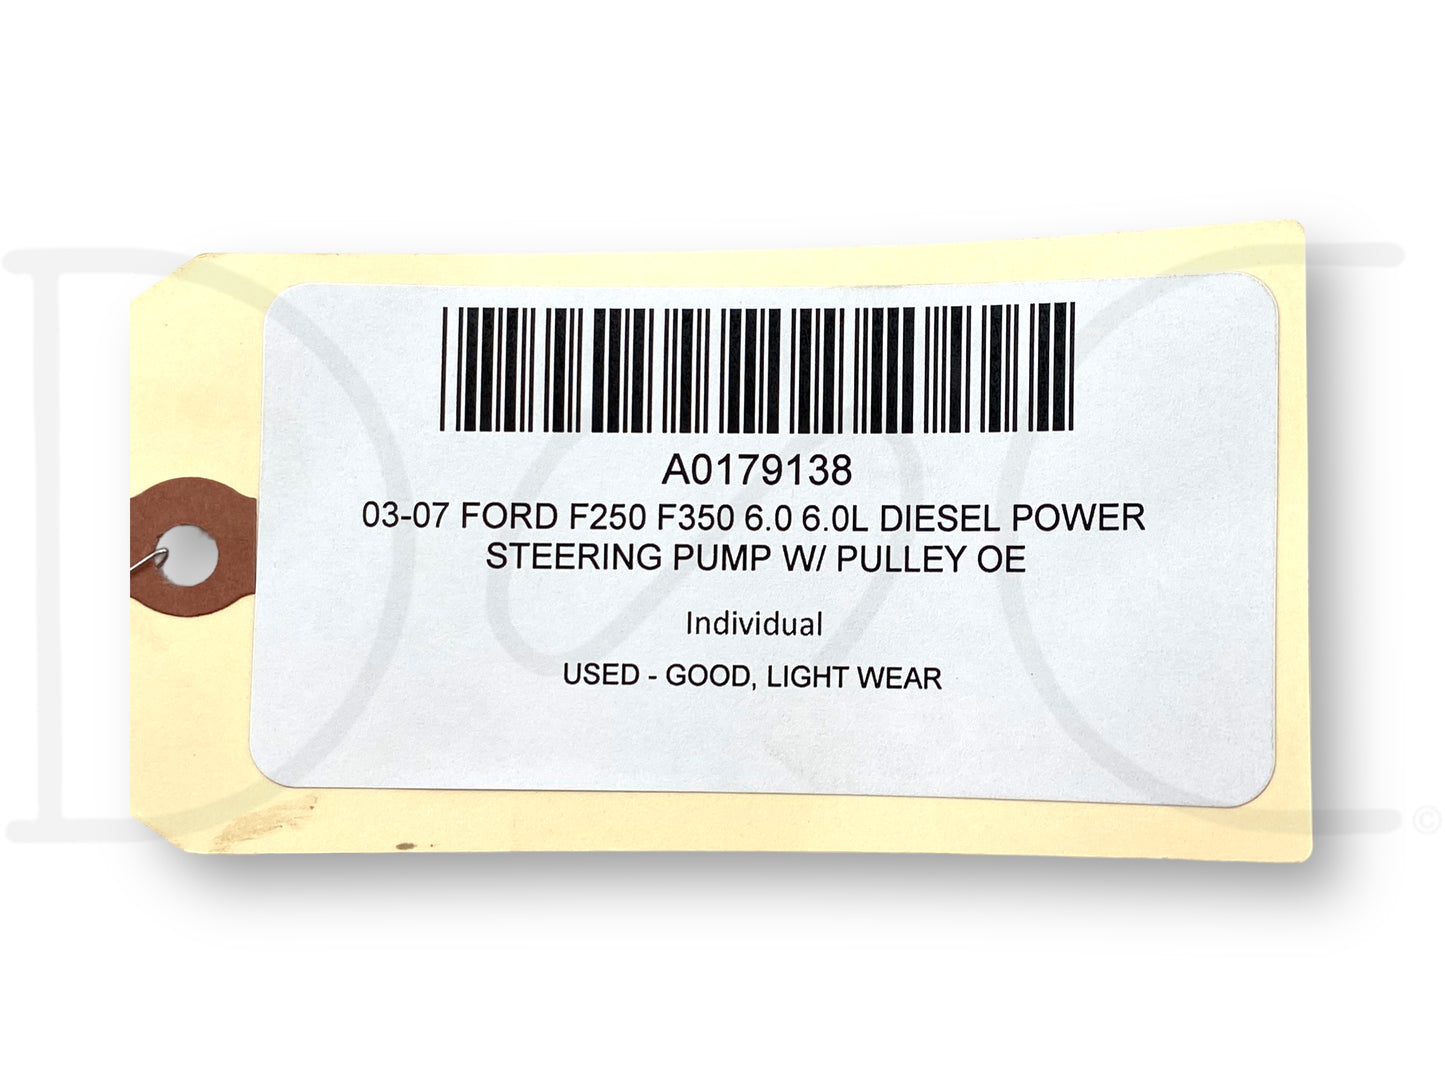 A0179138
03-07 FORD F250 F350 6.0 6.0L DIESEL POWER
STEERING PUMP W/ PULLEY OE
Individual
USED - GOOD, LIGHT WEAR
©